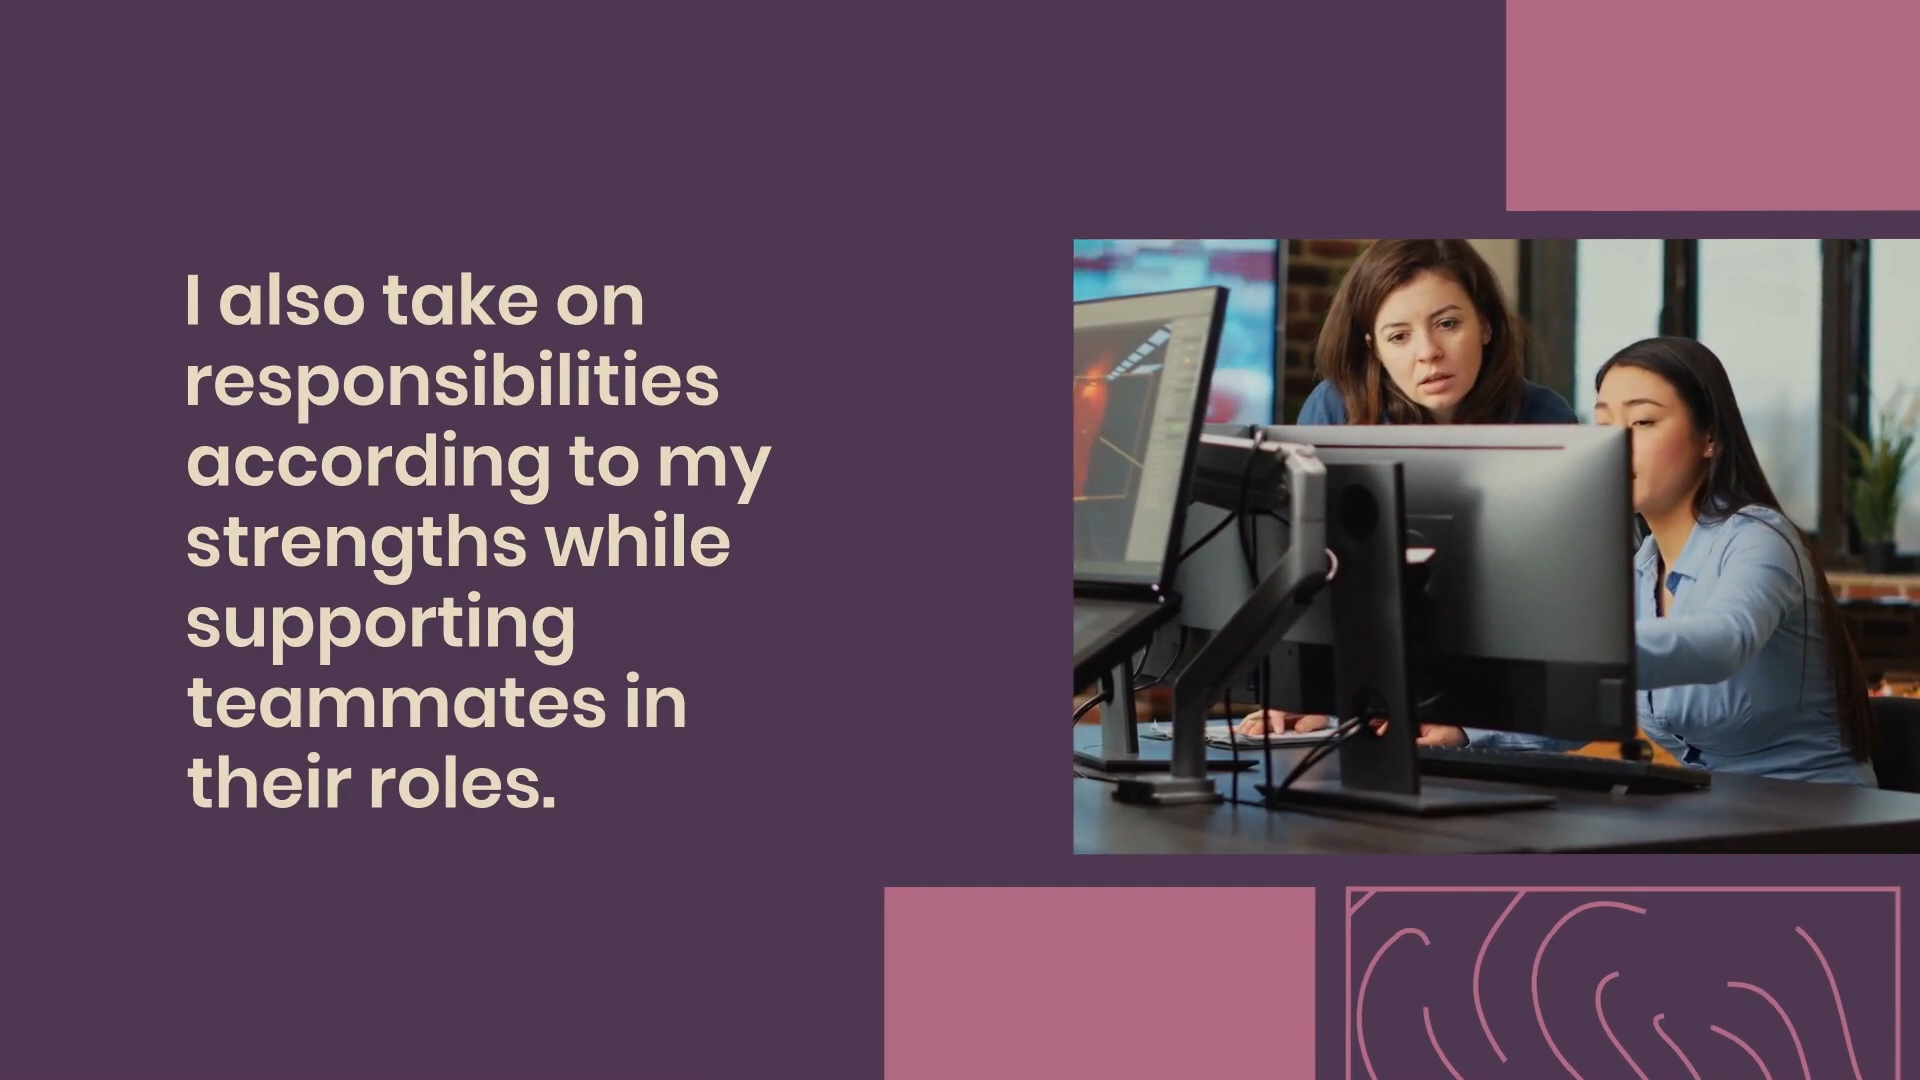 I also take on
responsibilities
according to my
strengths while
supporting
teammates in
their roles.